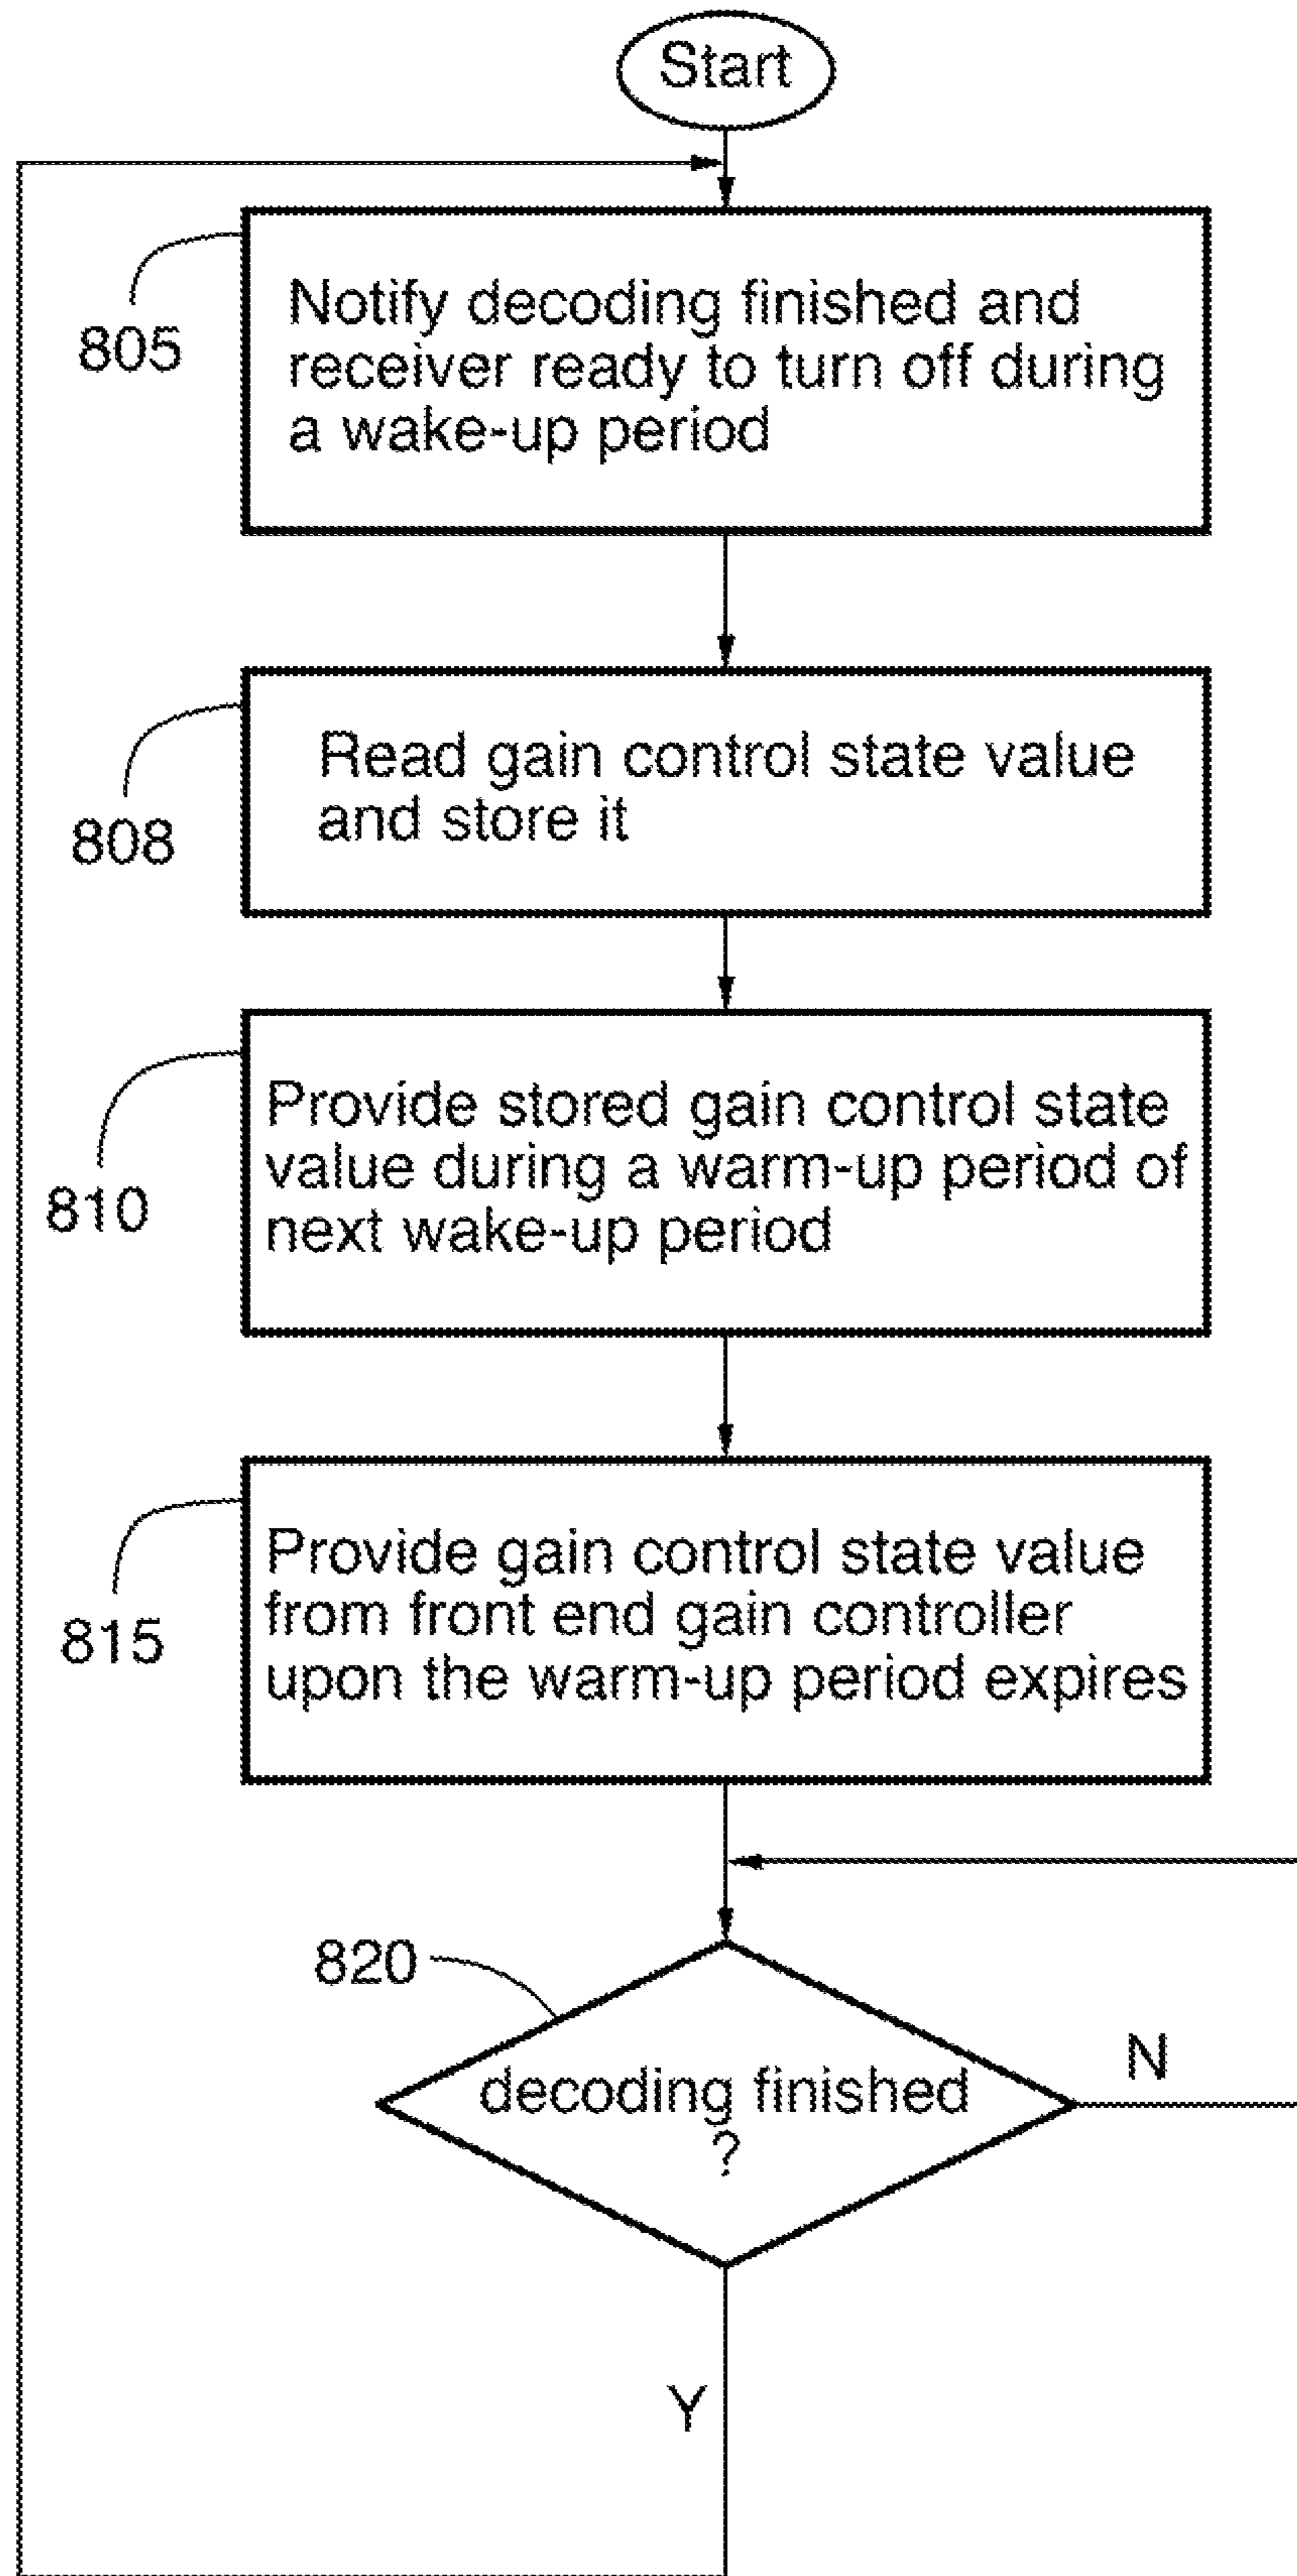 Start
805
Notify decoding finished and
receiver ready to turn off during
a wake-up period
808
Read gain control state value
and store it
810
Provide stored gain control state
value during a warm-up period of
next wake-up period
815
Provide gain control state value
from front end gain controller
upon the warm-up period expires
820
decoding finished
?
N
Y